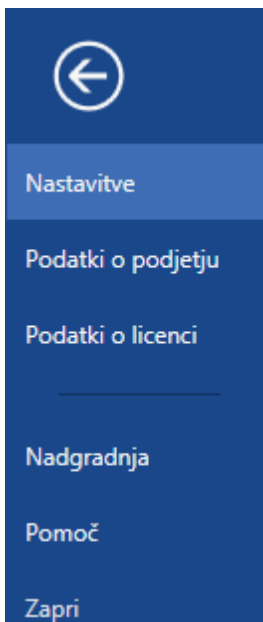 Nastavitve
Podatki o podjetju
Podatki o licenci
Nadgradnja
Pomoč
Zapri